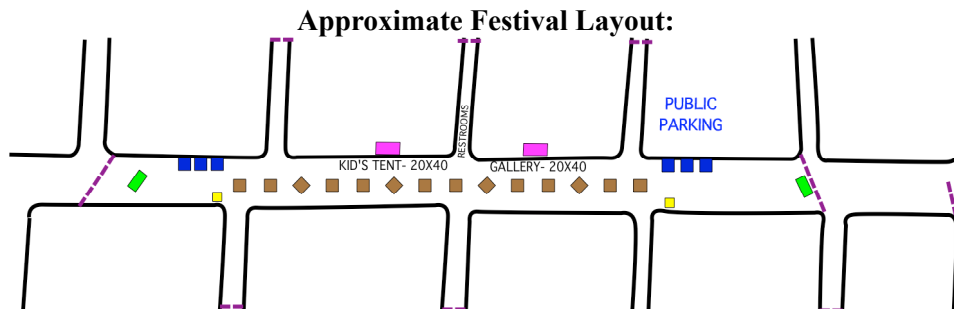 Approximate Festival Layout:
PUBLIC
PARKING
RESTROOMS
KID'S TENT- 20X40
GALLERY- 20X40